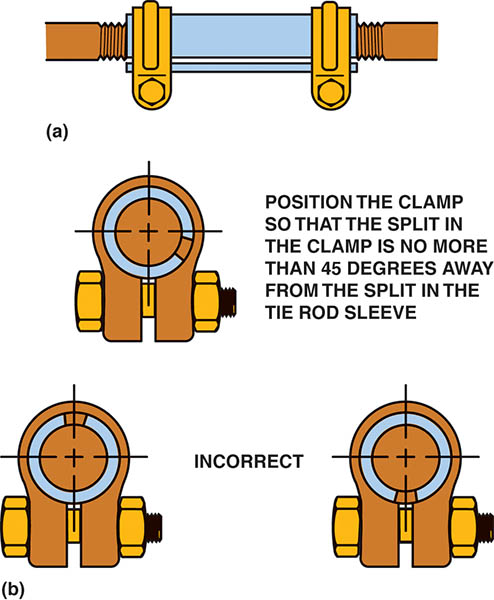 (a)
POSITION THE CLAMP
SO THAT THE SPLIT IN
THE CLAMP IS NO MORE
THAN 45 DEGREES AWAY
FROM THE SPLIT IN THE
TIE ROD SLEEVE
INCORRECT
(b)